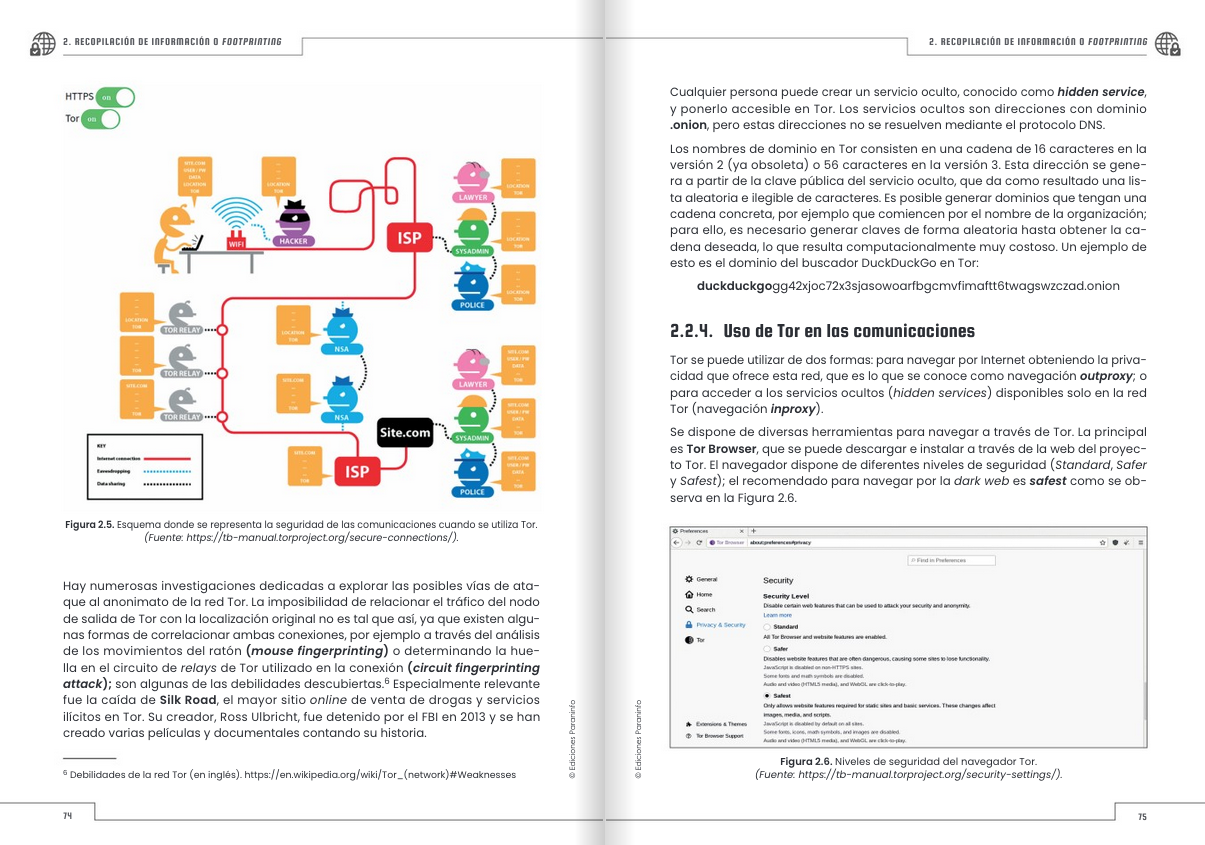 2. RECOPILACIÓN DE INFORMACIÓN O FOOTPRINTING
HTTPS on
Tor on
SITE.COM
USER / PW
DATA
LOCATION
TOR
LOCATION
TOR
WIFI
HACKER
ISP
LOCATION
TOR
LAWYER
LOCATION
TOR
SYSADMIN
LOCATION
TOR
POLICE
LOCATION
TOR
TOR RELAY
TOR
TOR RELAY
SITE.COM
TOR
TOR RELAY
LOCATION
TOR
NSA
SITE.COM
TOR
NSA
SITE.COM
USER / PW
DATA
TOR
LAWYER
SITE.COM
USER / PW
DATA
TOR
SYSADMIN
SITE.COM
USER / PW
DATA
TOR
POLICE
Site.com
SITE.COM
TOR
ISP
KEY
Internet connection
Eavesdropping
Data sharing
Figura 2.5. Esquema donde se representa la seguridad de las comunicaciones cuando se utiliza Tor.
(Fuente: https://tb-manual.torproject.org/secure-connections/).
Hay numerosas investigaciones dedicadas a explorar las posibles vías de ata-
que al anonimato de la red Tor. La imposibilidad de relacionar el tráfico del nodo
de salida de Tor con la localización original no es tal que así, ya que existen algu-
nas formas de correlacionar ambas conexiones, por ejemplo a través del análisis
de los movimientos del ratón (mouse fingerprinting) o determinando la hue-
lla en el circuito de relays de Tor utilizado en la conexión (circuit fingerprinting
attack); son algunas de las debilidades descubiertas.⁶ Especialmente relevante
fue la caída de Silk Road, el mayor sitio online de venta de drogas y servicios
ilícitos en Tor. Su creador, Ross Ulbricht, fue detenido por el FBI en 2013 y se han
creado varias películas y documentales contando su historia.
⁶ Debilidades de la red Tor (en inglés). https://en.wikipedia.org/wiki/Tor_(network)#Weaknesses
© Ediciones Paraninfo
74
2. RECOPILACIÓN DE INFORMACIÓN O FOOTPRINTING
Cualquier persona puede crear un servicio oculto, conocido como hidden service,
y ponerlo accesible en Tor. Los servicios ocultos son direcciones con dominio
.onion, pero estas direcciones no se resuelven mediante el protocolo DNS.
Los nombres de dominio en Tor consisten en una cadena de 16 caracteres en la
versión 2 (ya obsoleta) o 56 caracteres en la versión 3. Esta dirección se gene-
ra a partir de la clave pública del servicio oculto, que da como resultado una lis-
ta aleatoria e ilegible de caracteres. Es posible generar dominios que tengan una
cadena concreta, por ejemplo que comiencen por el nombre de la organización;
para ello, es necesario generar claves de forma aleatoria hasta obtener la ca-
dena deseada, lo que resulta computacionalmente muy costoso. Un ejemplo de
esto es el dominio del buscador DuckDuckGo en Tor:
duckduckgogg42xjoc72x3sjasowoarfbgcmvfimaftt6twagswzczad.onion
2.2.4. Uso de Tor en las comunicaciones
Tor se puede utilizar de dos formas: para navegar por Internet obteniendo la priva-
cidad que ofrece esta red, que es lo que se conoce como navegación outproxy; o
para acceder a los servicios ocultos (hidden services) disponibles solo en la red
Tor (navegación inproxy).
Se dispone de diversas herramientas para navegar a través de Tor. La principal
es Tor Browser, que se puede descargar e instalar a través de la web del proyec-
to Tor. El navegador dispone de diferentes niveles de seguridad (Standard, Safer
y Safest); el recomendado para navegar por la dark web es safest como se ob-
serva en la Figura 2.6.
Preferences × +
Tor Browser about:preferences#privacy
Find in Preferences
General
Home
Search
Privacy & Security
Tor
Extensions & Themes
Tor Browser Support
Security
Security Level
Disable certain web features that can be used to attack your security and anonymity.
Learn more
Standard
All Tor Browser and website features are enabled.
Safer
Disables website features that are often dangerous, causing some sites to lose functionality.
JavaScript is disabled on non-HTTPS sites.
Some fonts and math symbols are disabled.
Audio and video (HTML5 media), and WebGL are click-to-play.
Safest
Only allows website features required for static sites and basic services. These changes affect
images, media, and scripts.
JavaScript is disabled by default on all sites.
Some fonts, icons, math symbols, and images are disabled.
Audio and video (HTML5 media), and WebGL are click-to-play.
Figura 2.6. Niveles de seguridad del navegador Tor.
(Fuente: https://tb-manual.torproject.org/security-settings/).
© Ediciones Paraninfo
75